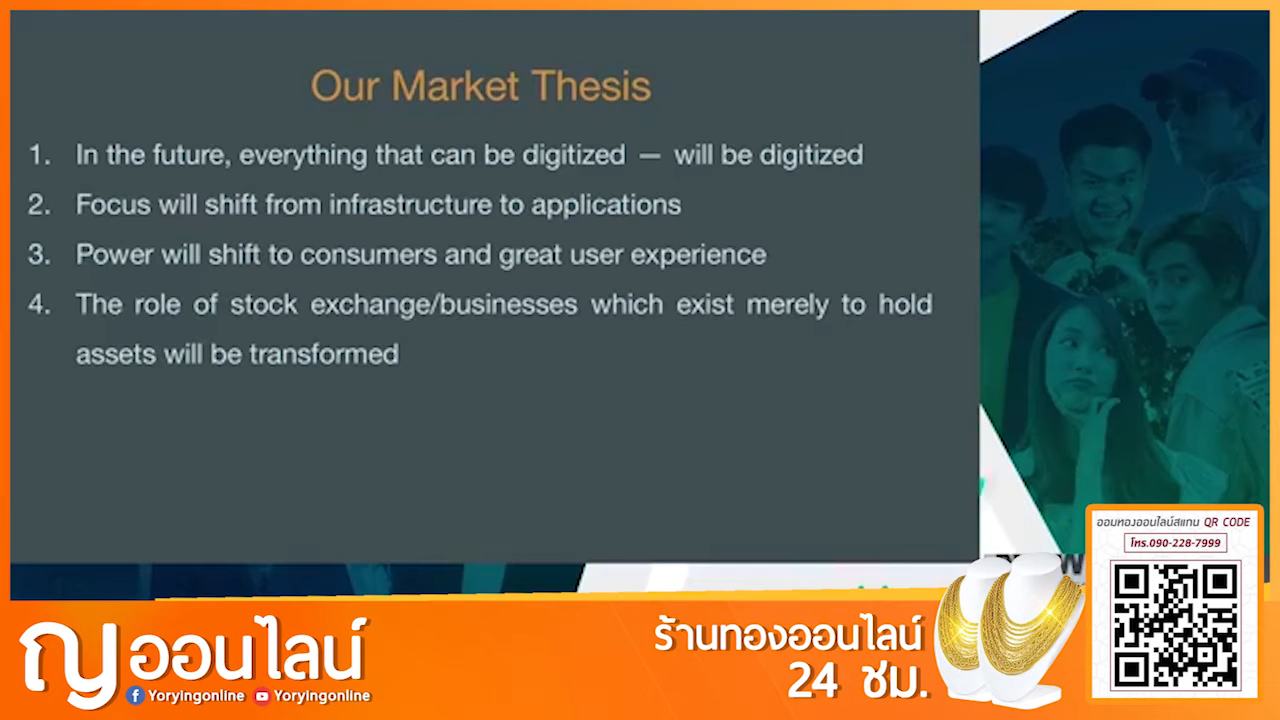 Our Market Thesis
1. In the future, everything that can be digitized — will be digitized
2. Focus will shift from infrastructure to applications
3. Power will shift to consumers and great user experience
4. The role of stock exchange/businesses which exist merely to hold
assets will be transformed
ออมทองออนไลน์สแกน QR CODE
โทร.090-228-7999
ญออนไลน์
Yoryingonline Yoryingonline
ร้านทองออนไลน์
24 ชม.